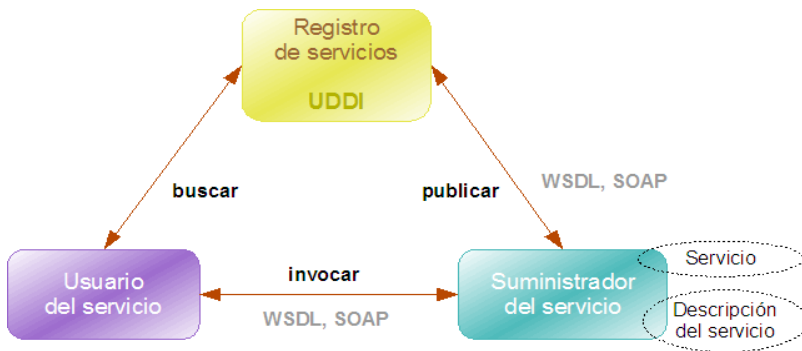 Registro
de servicios
UDDI
buscar
publicar
WSDL, SOAP
Usuario
del servicio
invocar
WSDL, SOAP
Suministrador
del servicio
Servicio
Descripción
del servicio